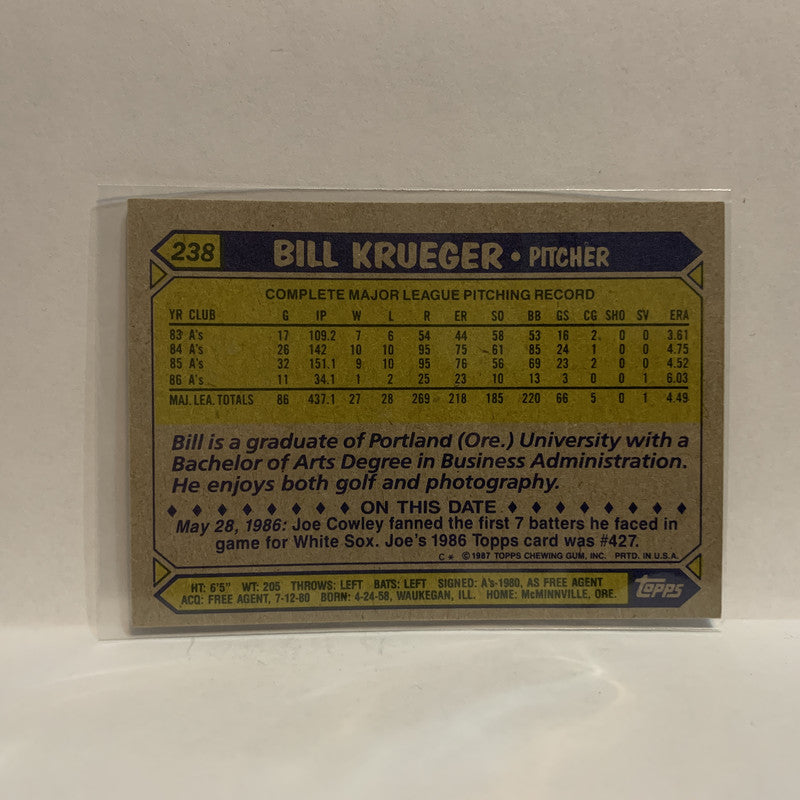 238 BILL KRUEGER • PITCHER
COMPLETE MAJOR LEAGUE PITCHING RECORD
YR CLUB G IP W L R ER SO BB GS CG SHO SV ERA
83 A's 17 109.2 7 6 54 44 58 53 16 2 0 0 3.61
84 A's 26 142 10 10 95 75 61 85 24 1 0 0 4.75
85 A's 32 151.1 9 10 95 76 56 69 23 2 0 0 4.52
86 A's 11 34.1 1 2 25 23 10 13 3 0 0 1 6.03
MAJ. LEA. TOTALS 86 437.1 27 28 269 218 185 220 66 5 0 1 4.49
Bill is a graduate of Portland (Ore.) University with a
Bachelor of Arts Degree in Business Administration.
He enjoys both golf and photography.
ON THIS DATE
May 28, 1986: Joe Cowley fanned the first 7 batters he faced in
game for White Sox. Joe's 1986 Topps card was #427.
C * ©1987 TOPPS CHEWING GUM, INC. PRTD. IN U.S.A.
HT: 6'5" WT: 205 THROWS: LEFT BATS: LEFT SIGNED: A's-1980, AS FREE AGENT
ACQ: FREE AGENT, 7-12-80 BORN: 4-24-58, WAUKEGAN, ILL. HOME: McMINNVILLE, ORE.
topps